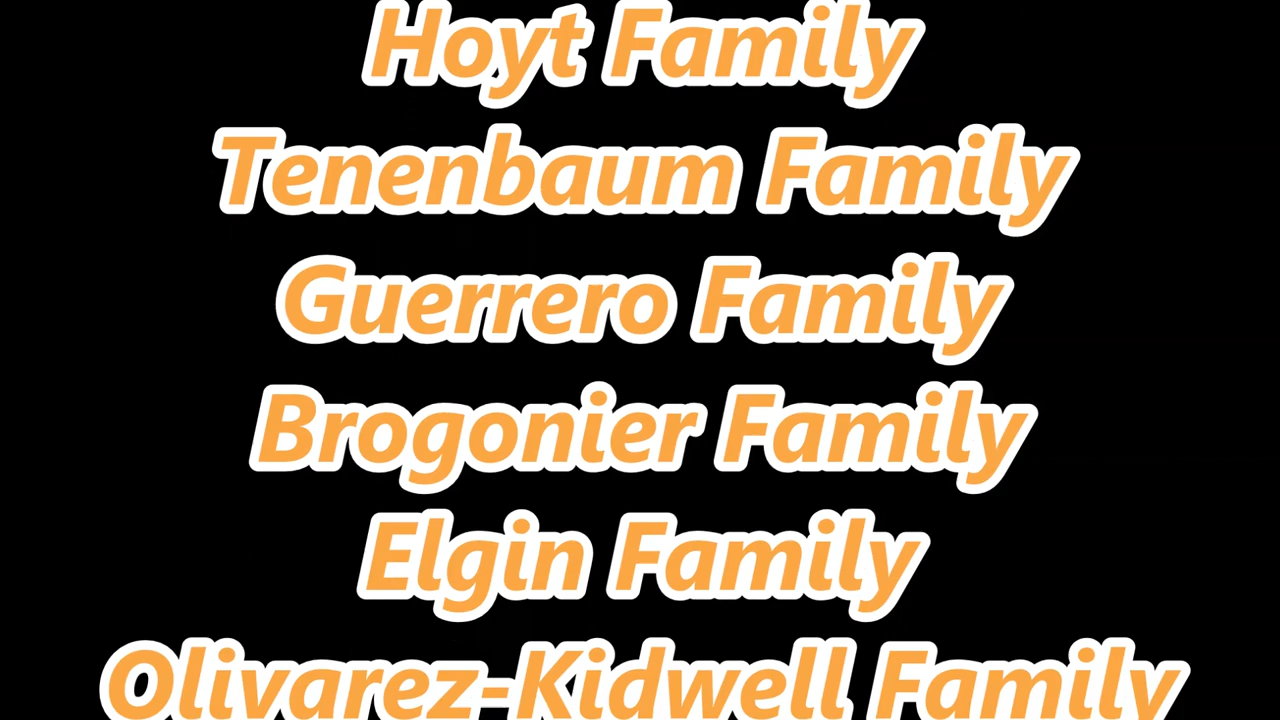 Hoyt Family
Tenenbaum Family
Guerrero Family
Brogonier Family
Elgin Family
Olivarez-Kidwell Family